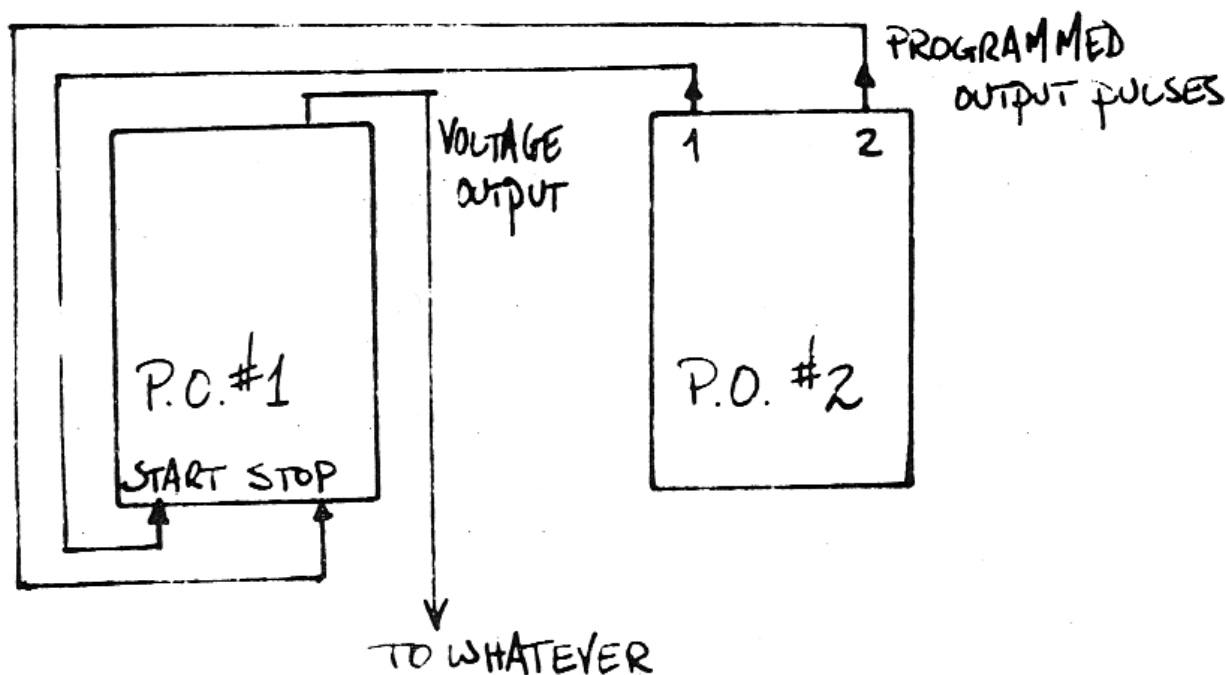 PROGRAMMED
OUTPUT PULSES
VOLTAGE
OUTPUT
1 2
P.O. #1
START STOP
P.O. #2
TO WHATEVER